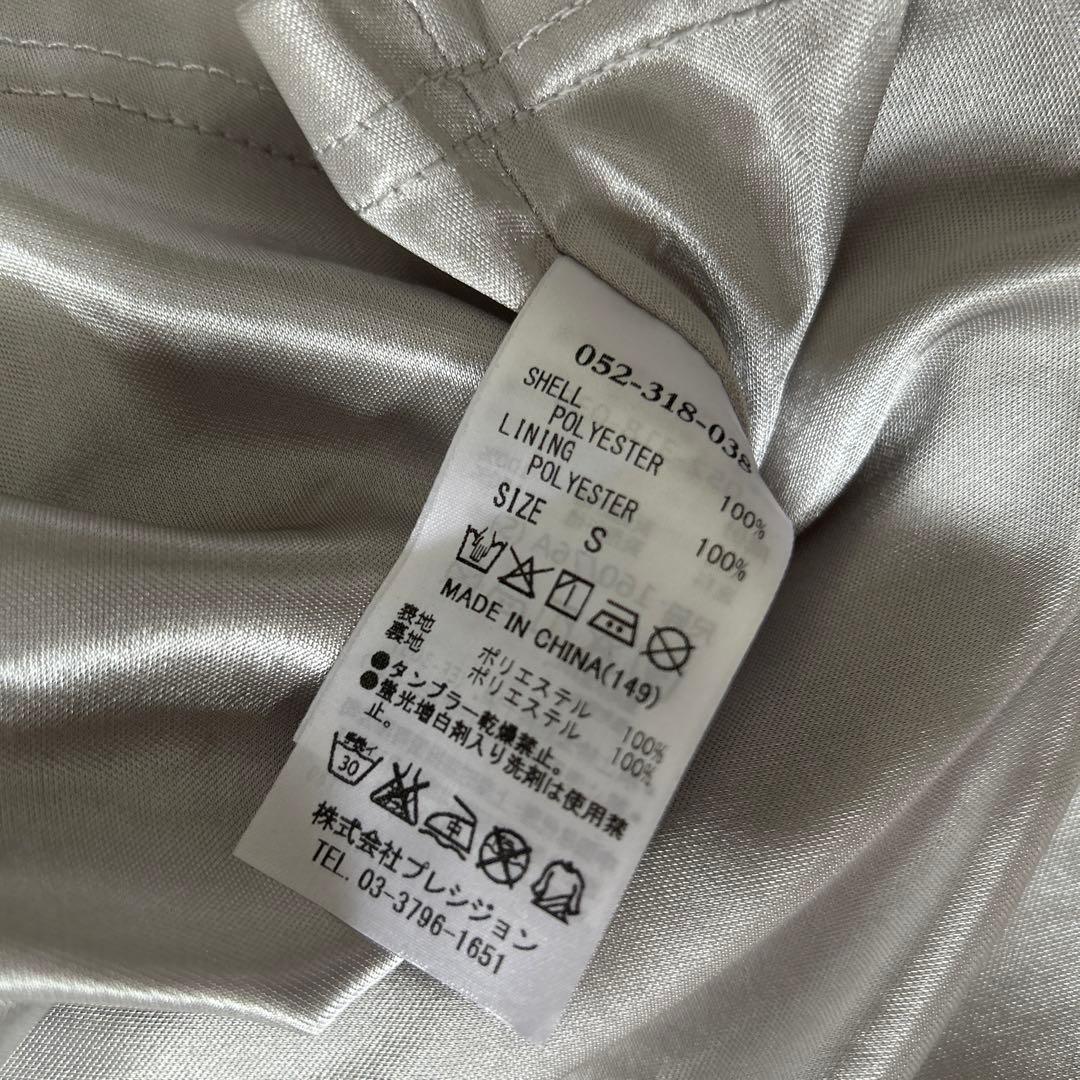 052-318-038
SHELL
POLYESTER 100%
LINING
POLYESTER 100%
SIZE S
MADE IN CHINA(149)
表地 ポリエステル 100%
裏地 ポリエステル 100%
●タンブラー乾燥禁止。
●蛍光増白剤入り洗剤は使用禁
止。
手洗イ
30
株式会社プレシジョン
TEL. 03-3796-1651